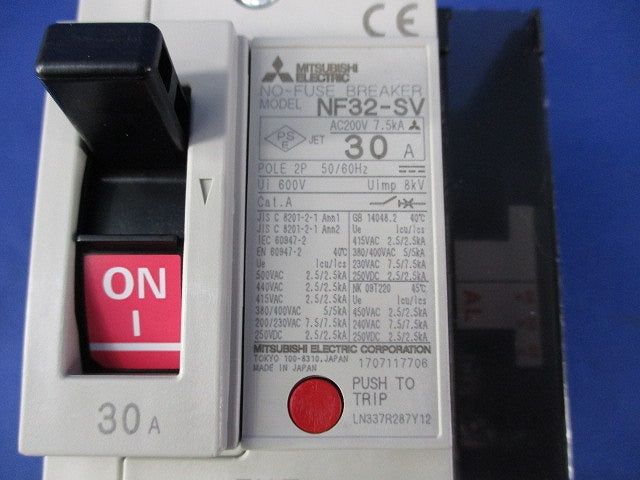 CE
MITSUBISHI
ELECTRIC
NO-FUSE BREAKER
MODEL NF32-SV
PS
E
JET
AC200V 7.5kA
30 A
POLE 2P 50/60Hz
Ui 600V Uimp 8kV
Cat.A
JIS C 8201-2-1 Ann1
JIS C 8201-2-1 Ann2
IEC 60947-2
EN 60947-2 40℃
Ue Icu/Ics
500VAC 2.5/2.5kA
440VAC 2.5/2.5kA
415VAC 2.5/2.5kA
380/400VAC 5/5kA
200/230VAC 7.5/7.5kA
250VDC 2.5/2.5kA
GB 14048.2 40℃
Ue Icu/Ics
415VAC 2.5/2.5kA
380/400VAC 5/5kA
230VAC 7.5/7.5kA
250VDC 2.5/2.5kA
NK 09T220 45℃
Ue Icu/Ics
450VAC 2.5/2.5kA
240VAC 7.5/7.5kA
250VDC 2.5/2.5kA
MITSUBISHI ELECTRIC CORPORATION
TOKYO 100-8310,JAPAN
MADE IN JAPAN
1707117706
PUSH TO
TRIP
LN337R287Y12
ON
I
30 A
AL